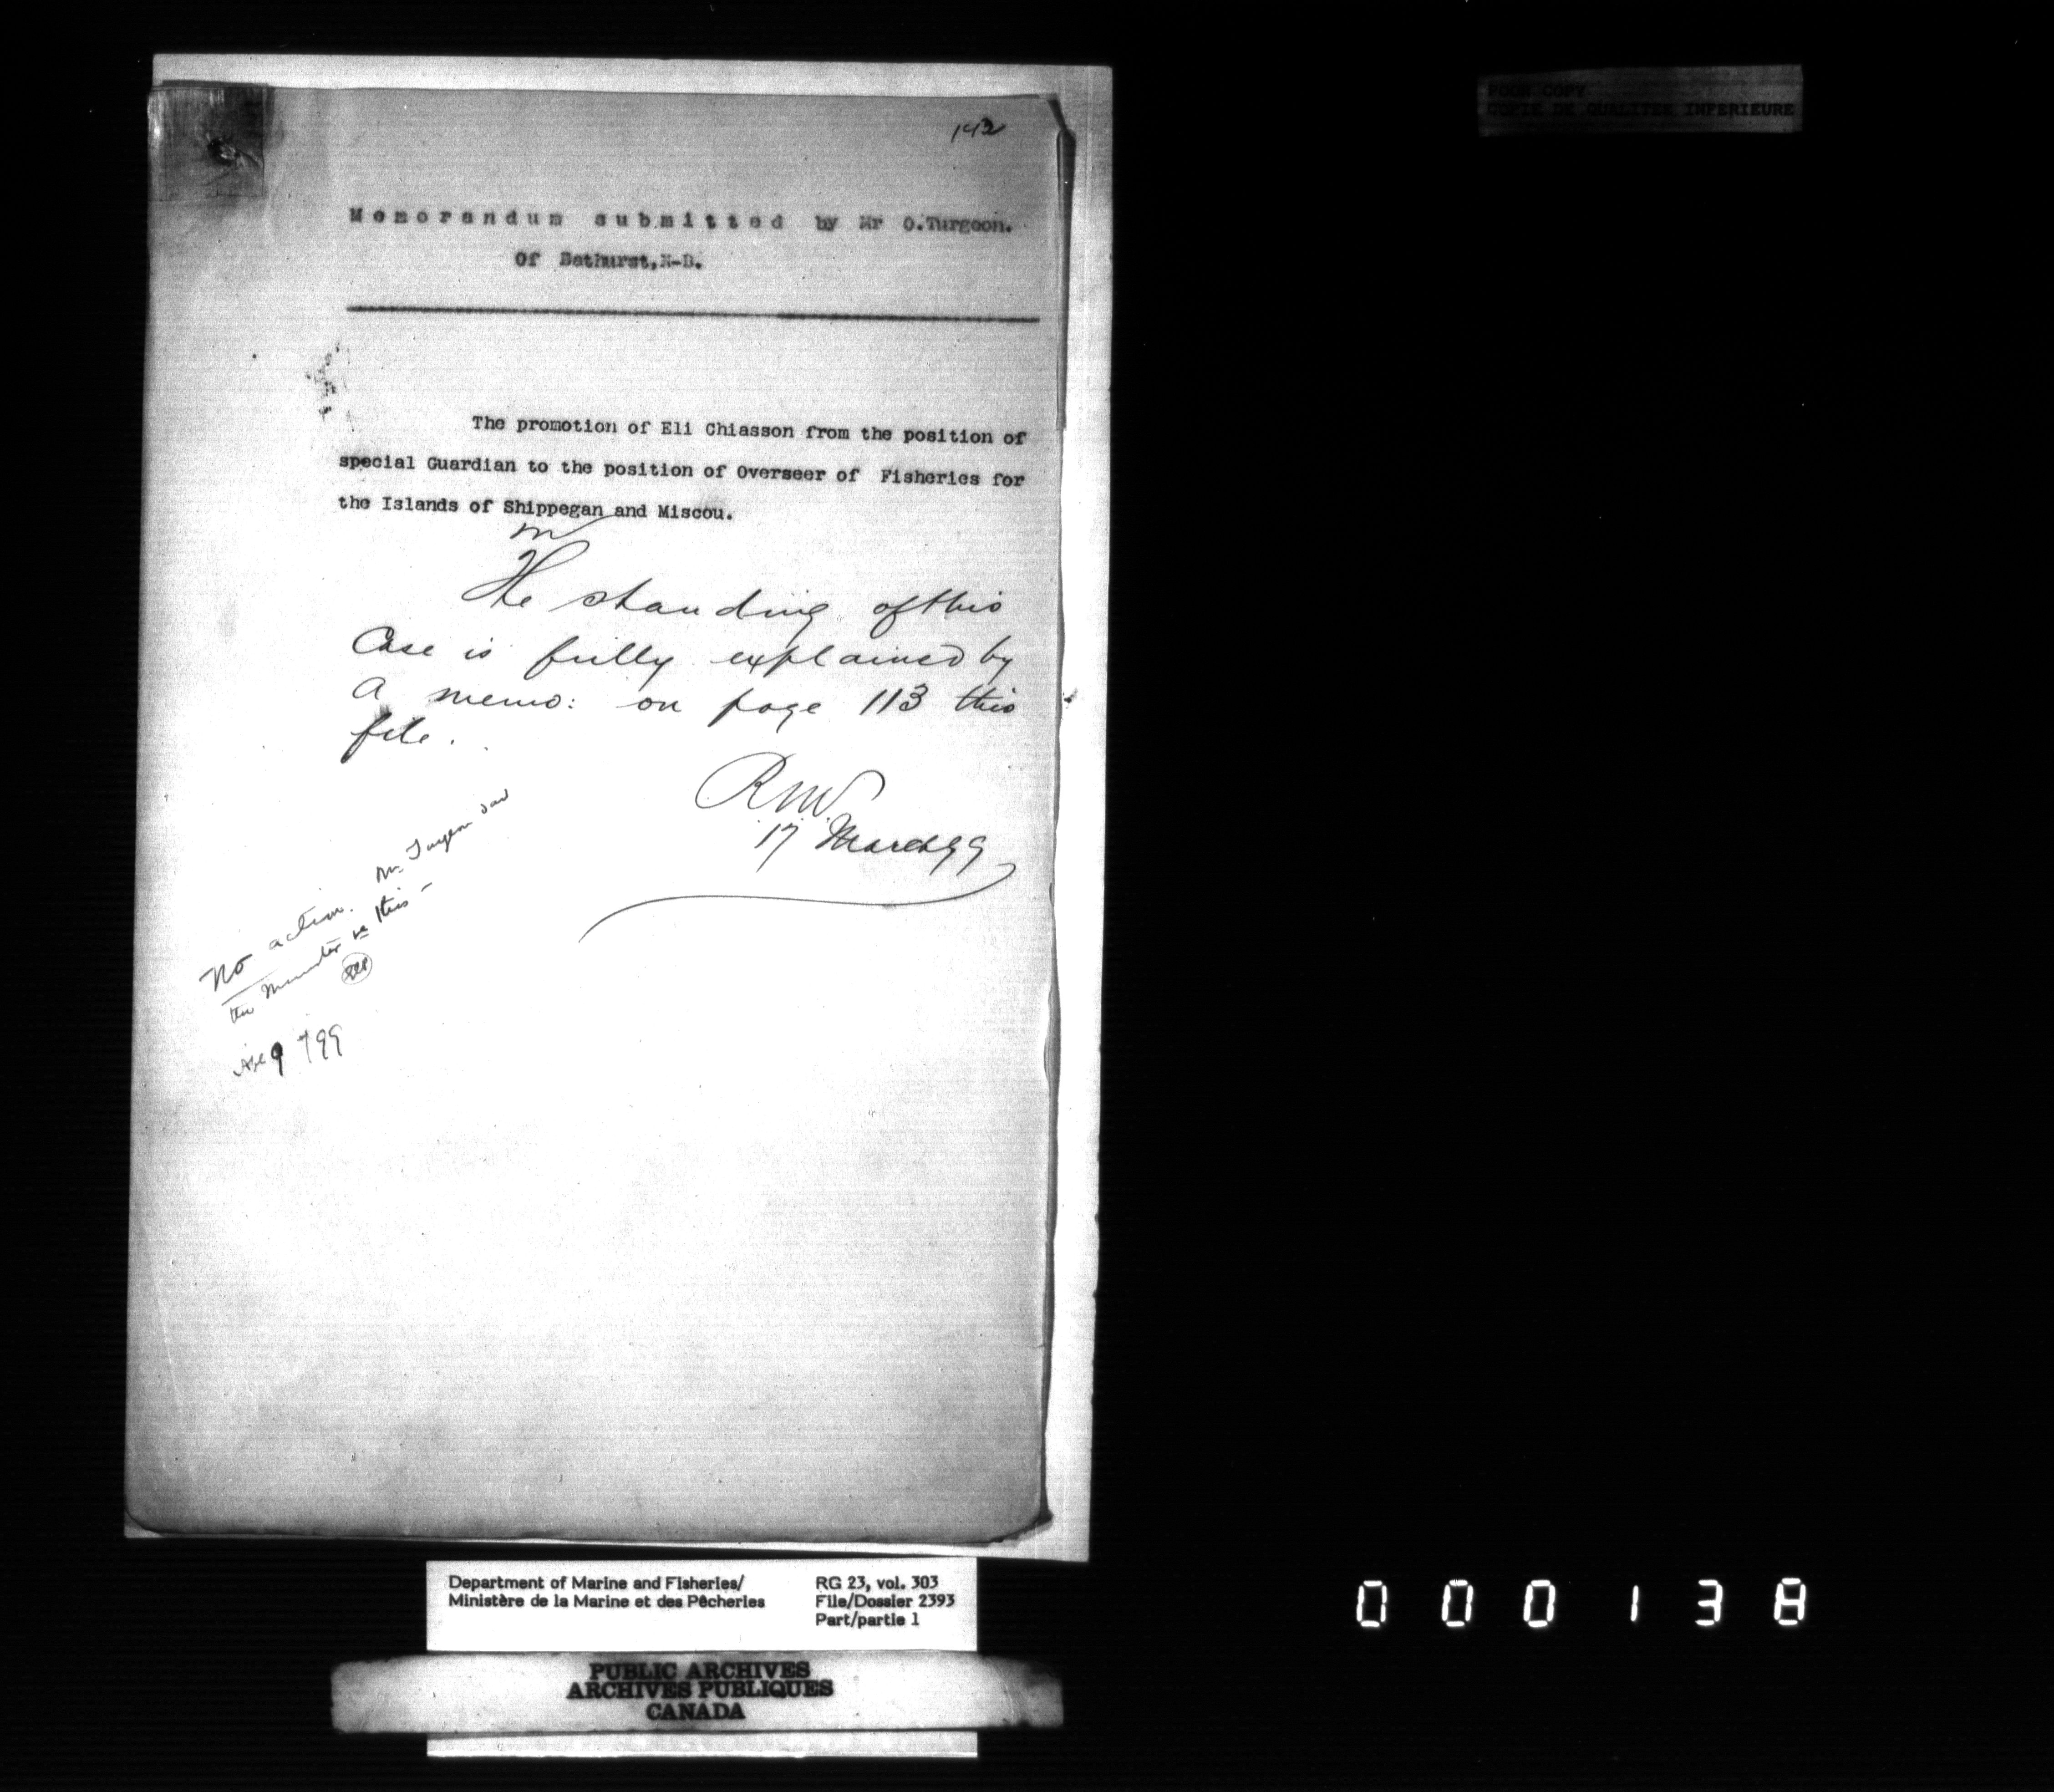 POOR COPY
COPIE DE QUALITEE INFERIEURE
142
Memorandum submitted by Mr O.Turgeon.
Of Bathurst,N-B.
The promotion of Eli Chiasson from the position of
special Guardian to the position of Overseer of Fisheries for
the Islands of Shippegan and Miscou.
The standing of this
Case is fully explained by
a memo: on page 113 this
file.
R.N.V.
17 March 99
No action. Mr Turgeon saw
the Minister re this -
7 99
Department of Marine and Fisheries/
Ministère de la Marine et des Pêcheries
RG 23, vol. 303
File/Dossier 2393
Part/partie 1
PUBLIC ARCHIVES
ARCHIVES PUBLIQUES
CANADA
000138